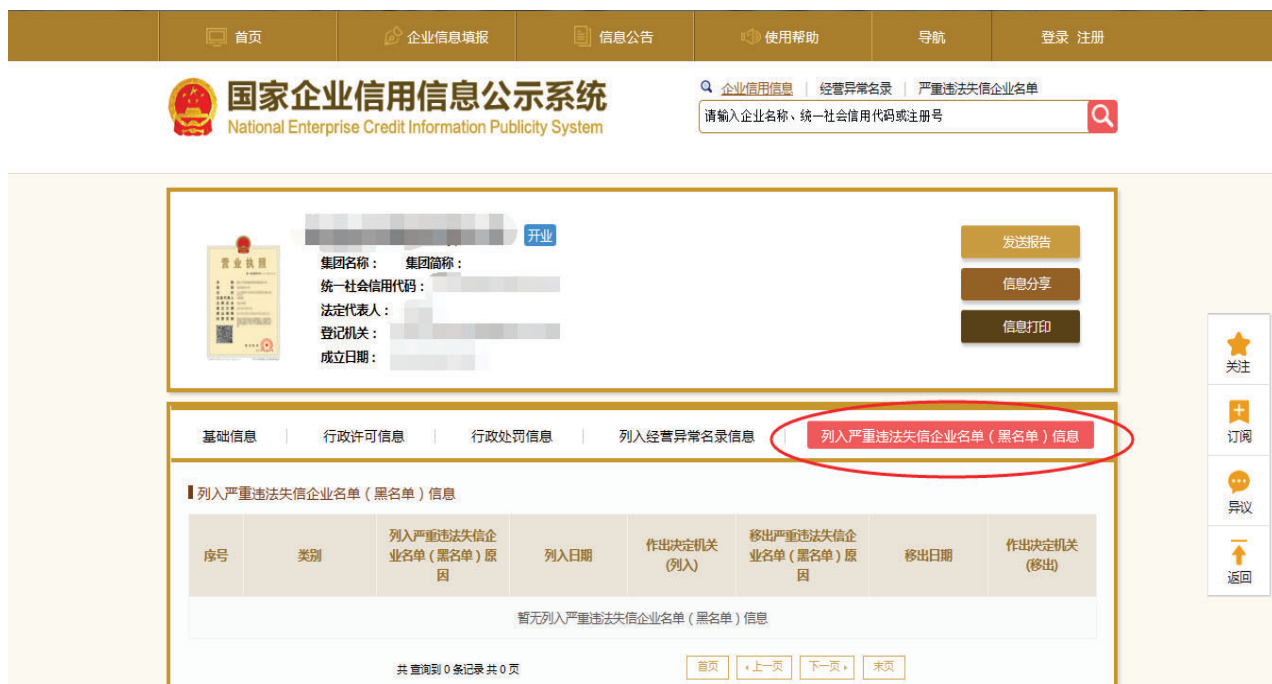 首页 企业信息填报 信息公告 使用帮助 导航 登录 注册
国家企业信用信息公示系统
National Enterprise Credit Information Publicity System
企业信用信息 | 经营异常名录 | 严重违法失信企业名单
请输入企业名称、统一社会信用代码或注册号
营业执照
开业
集团名称： 集团简称：
统一社会信用代码：
法定代表人：
登记机关：
成立日期：
发送报告
信息分享
信息打印
关注
订阅
异议
返回
基础信息 | 行政许可信息 | 行政处罚信息 | 列入经营异常名录信息 | 列入严重违法失信企业名单（黑名单）信息
列入严重违法失信企业名单（黑名单）信息
序号 类别 列入严重违法失信企业名单（黑名单）原因 列入日期 作出决定机关(列入) 移出严重违法失信企业名单（黑名单）原因 移出日期 作出决定机关(移出)
暂无列入严重违法失信企业名单（黑名单）信息
共 查询到 0 条记录 共 0 页 首页 上一页 下一页 末页